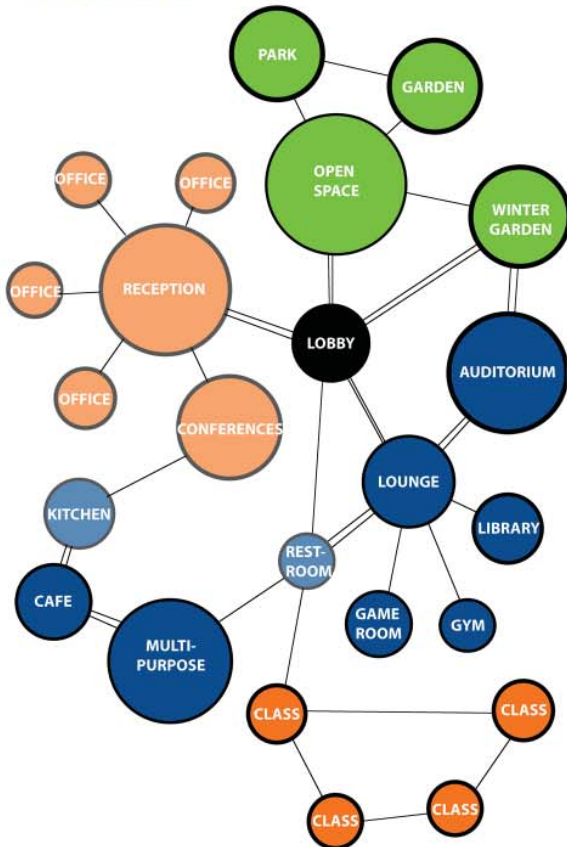 PARK
GARDEN
OPEN
SPACE
OFFICE
OFFICE
WINTER
GARDEN
OFFICE
RECEPTION
LOBBY
AUDITORIUM
OFFICE
CONFERENCES
LOUNGE
KITCHEN
LIBRARY
REST-
ROOM
CAFE
GAME
ROOM
GYM
MULTI-
PURPOSE
CLASS
CLASS
CLASS
CLASS